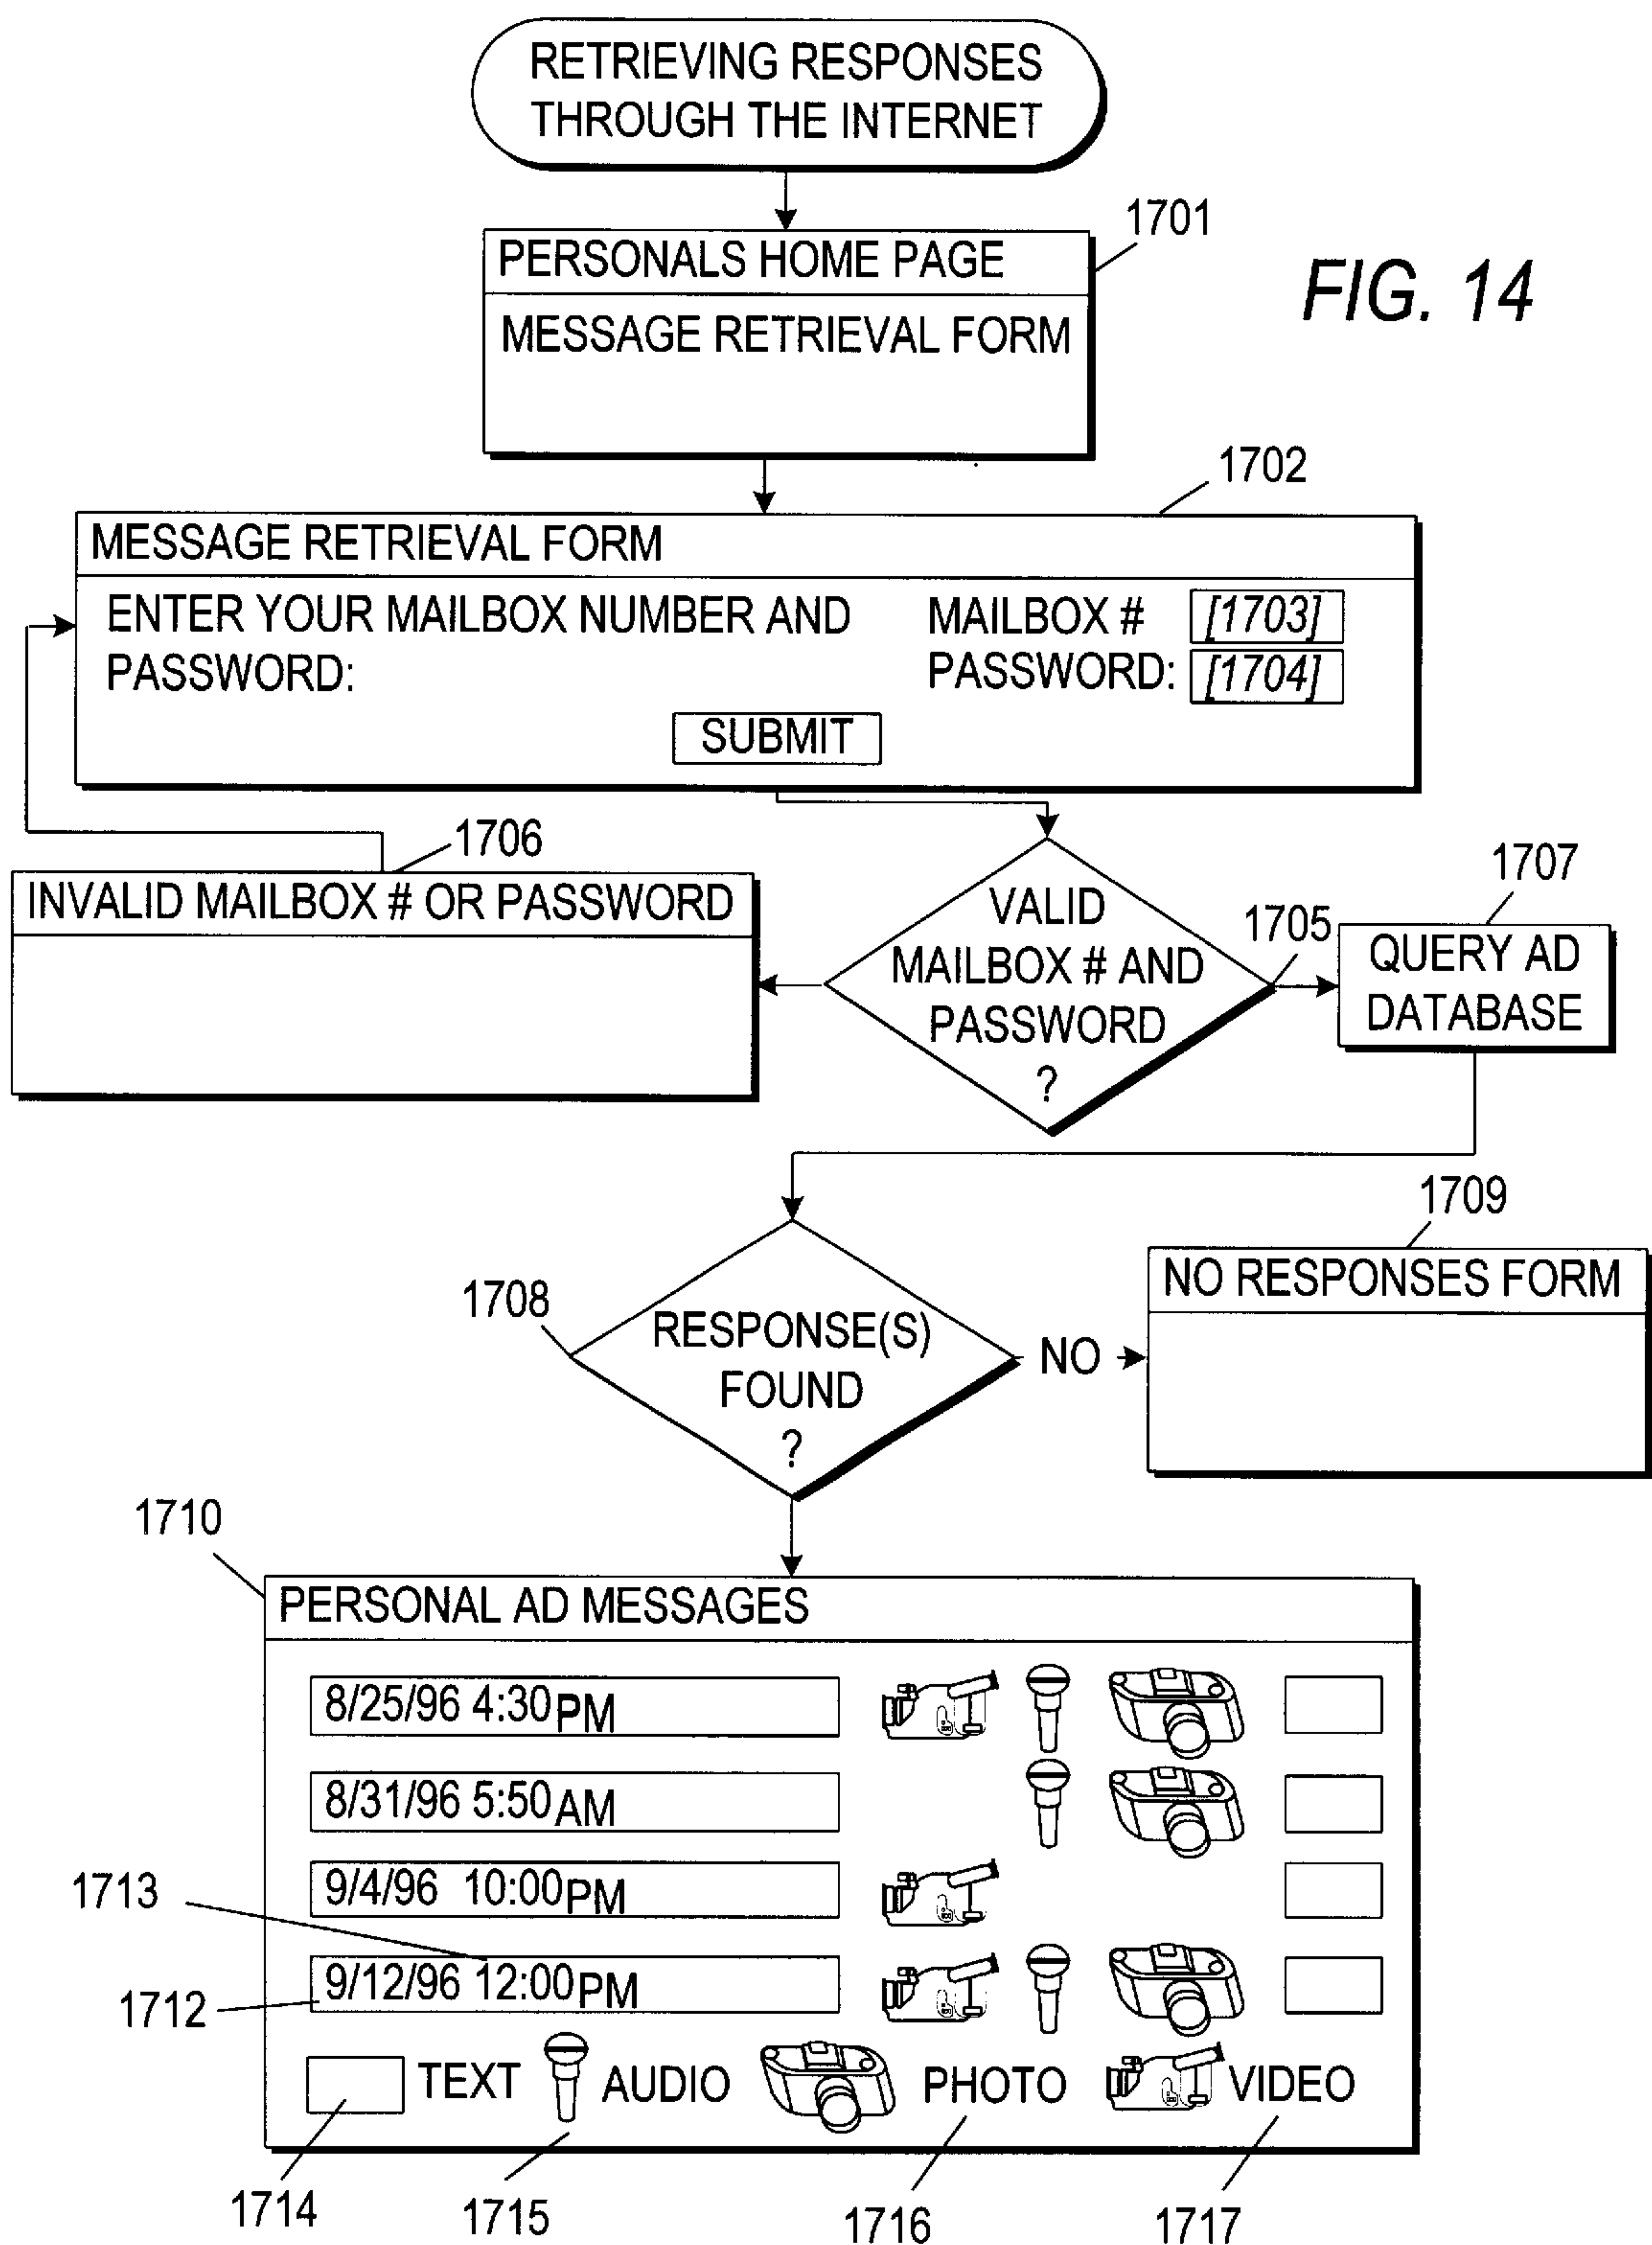 RETRIEVING RESPONSES
THROUGH THE INTERNET
1701
PERSONALS HOME PAGE
FIG. 14
MESSAGE RETRIEVAL FORM
1702
MESSAGE RETRIEVAL FORM
ENTER YOUR MAILBOX NUMBER AND
PASSWORD:
MAILBOX # [1703]
PASSWORD: [1704]
SUBMIT
1706
INVALID MAILBOX # OR PASSWORD
VALID
MAILBOX # AND
PASSWORD
?
1705
1707
QUERY AD
DATABASE
1709
NO RESPONSES FORM
1708
RESPONSE(S)
FOUND
?
NO
1710
PERSONAL AD MESSAGES
8/25/96 4:30PM
8/31/96 5:50AM
1713
9/4/96 10:00PM
1712
9/12/96 12:00PM
TEXT AUDIO PHOTO VIDEO
1714 1715 1716 1717